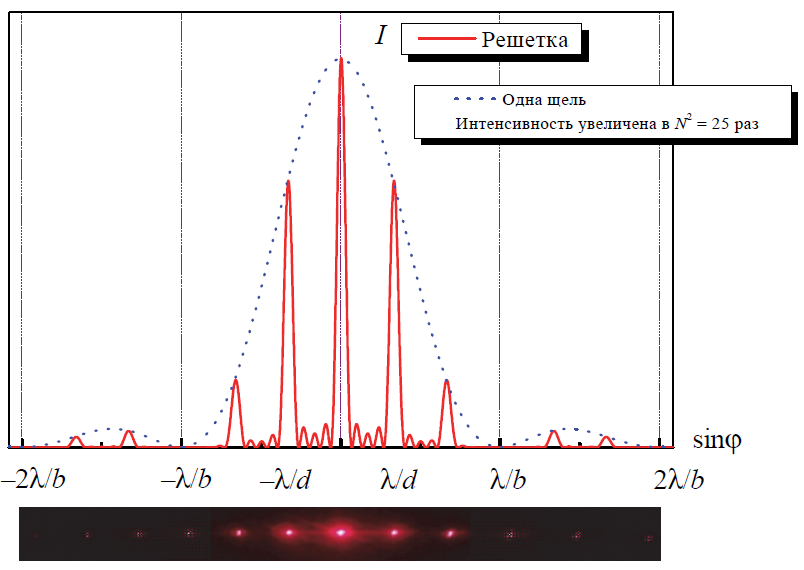 I
Решетка
Одна щель
Интенсивность увеличена в N² = 25 раз
sinφ
–2λ/b –λ/b –λ/d λ/d λ/b 2λ/b